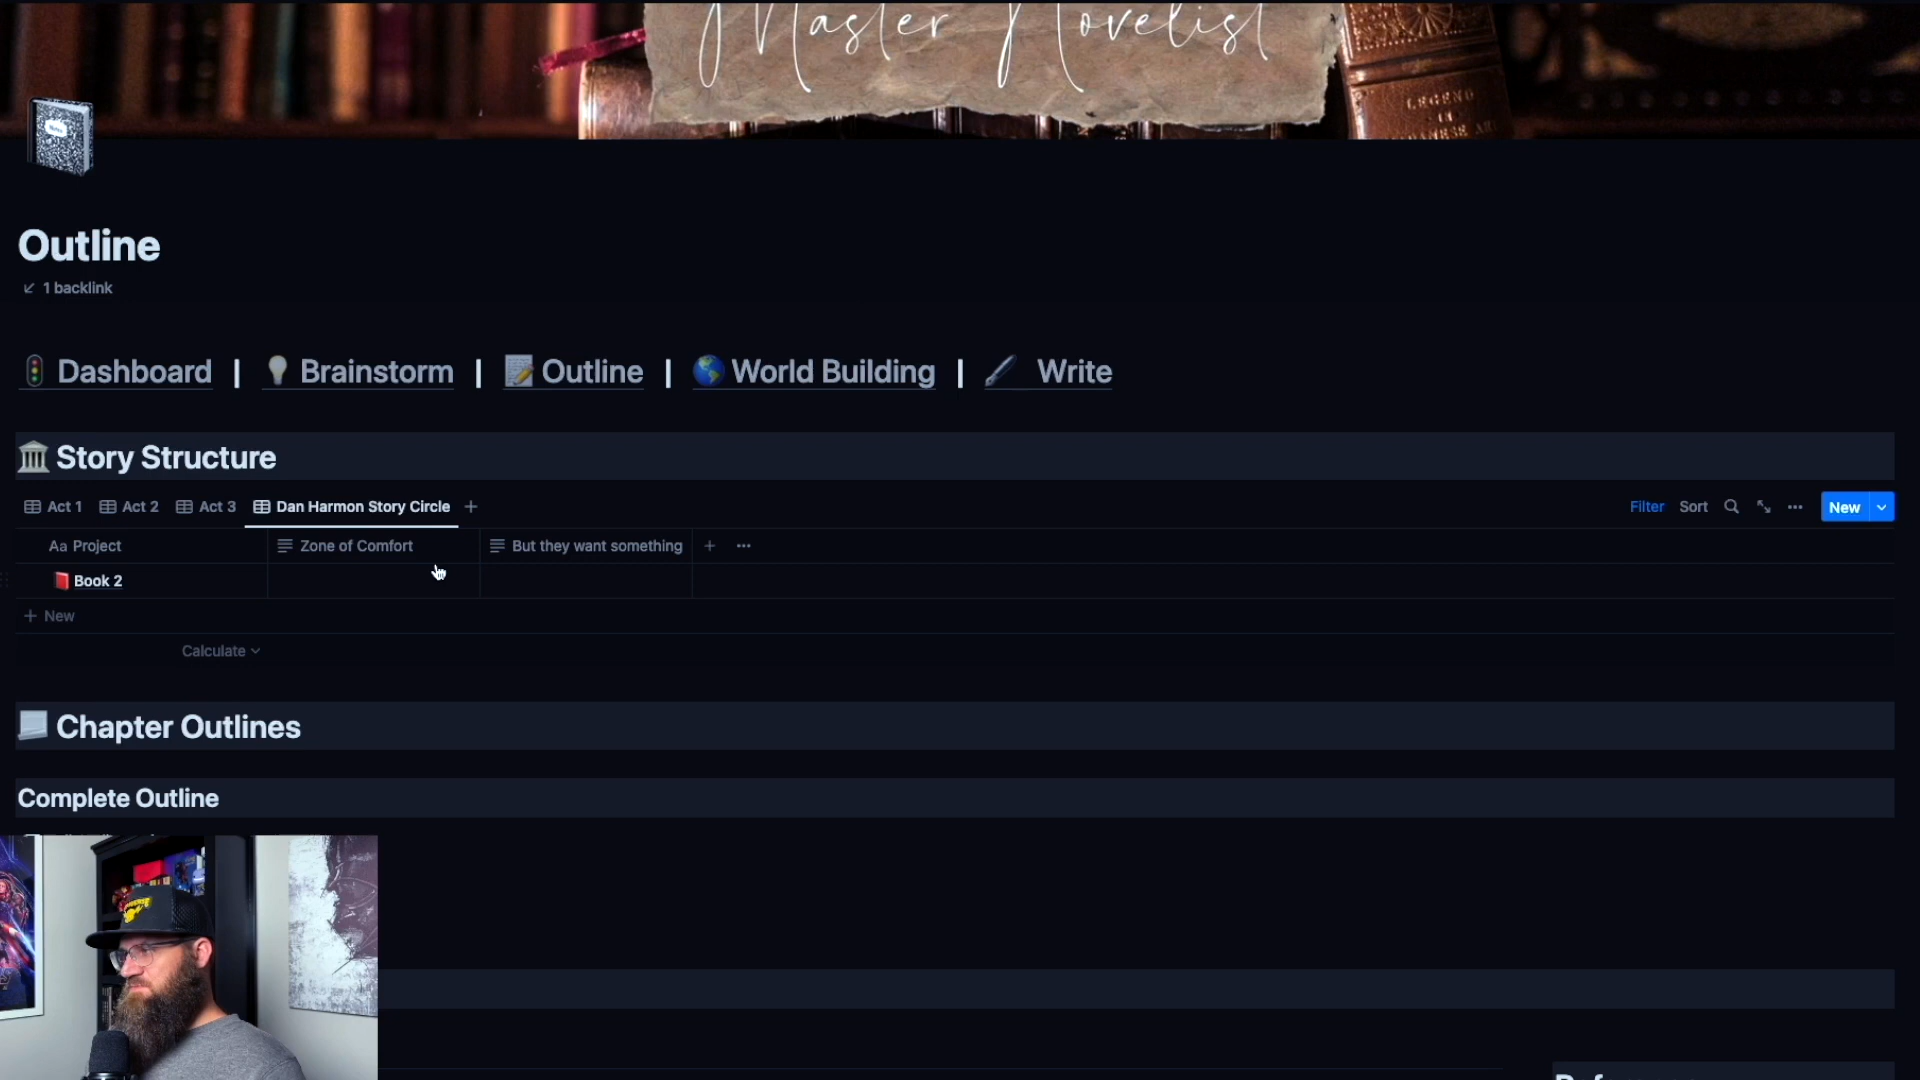 Master Novelist
LEGEND
Outline
1 backlink
Dashboard | Brainstorm | Outline | World Building | Write
Story Structure
Act 1 Act 2 Act 3 Dan Harmon Story Circle
Filter Sort New
Aa Project Zone of Comfort But they want something
Book 2
New
Calculate
Chapter Outlines
Complete Outline